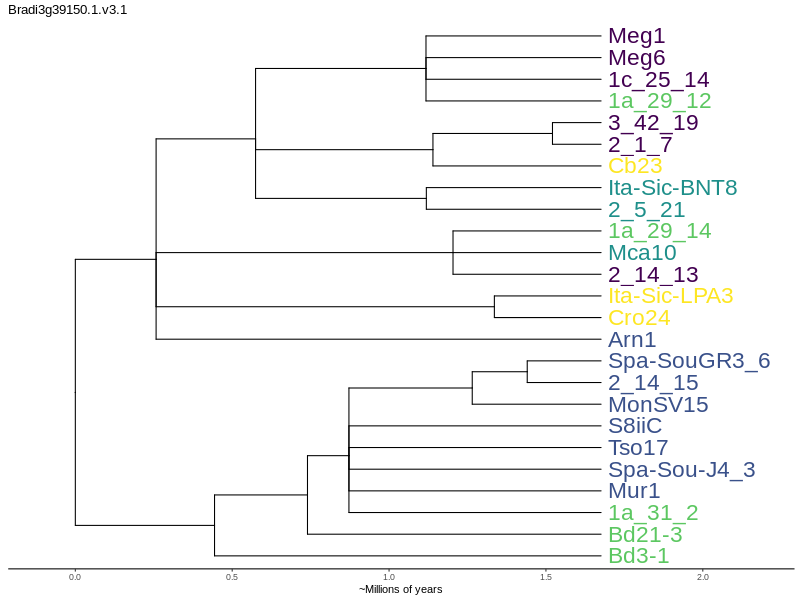 Bradi3g39150.1.v3.1
Meg1
Meg6
1c_25_14
1a_29_12
3_42_19
2_1_7
Cb23
Ita-Sic-BNT8
2_5_21
1a_29_14
Mca10
2_14_13
Ita-Sic-LPA3
Cro24
Arn1
Spa-SouGR3_6
2_14_15
MonSV15
S8iiC
Tso17
Spa-Sou-J4_3
Mur1
1a_31_2
Bd21-3
Bd3-1
0.0 0.5 1.0 1.5 2.0
~Millions of years